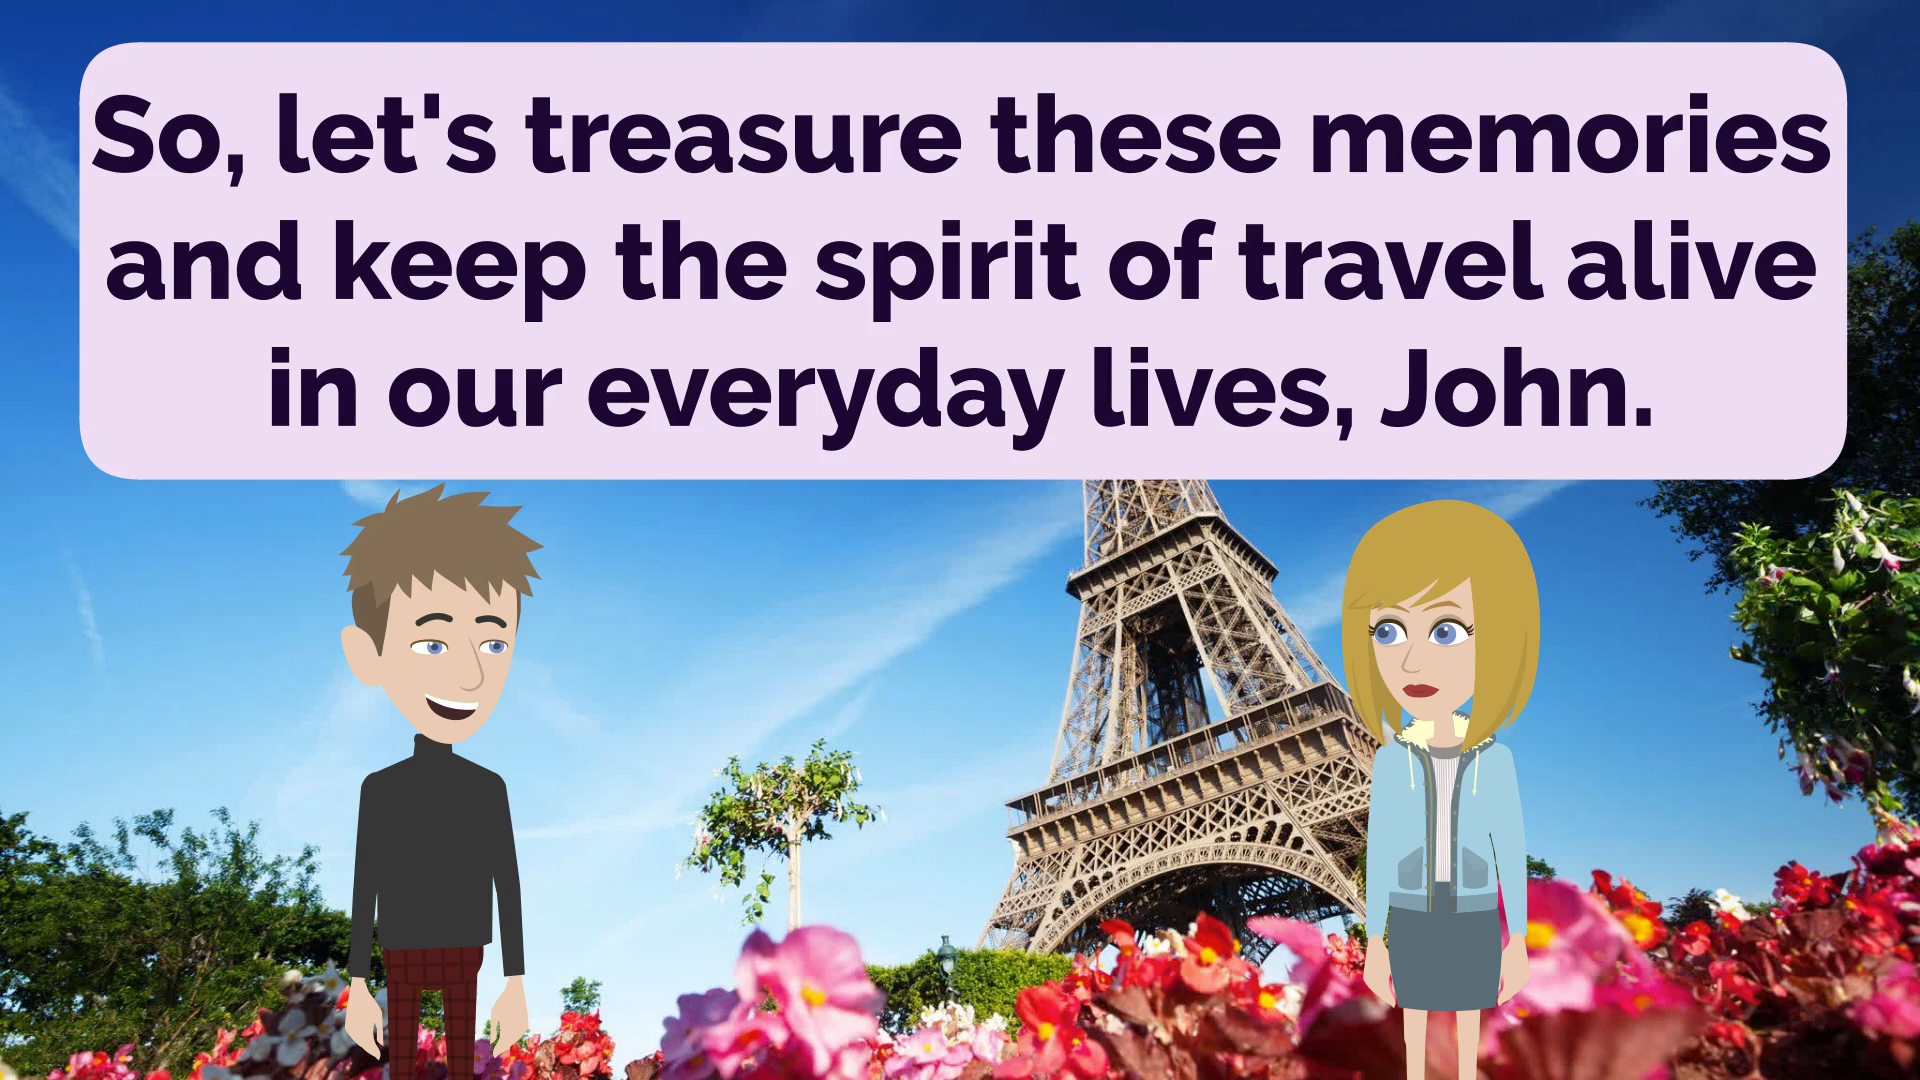 So, let's treasure these memories
and keep the spirit of travel alive
in our everyday lives, John.